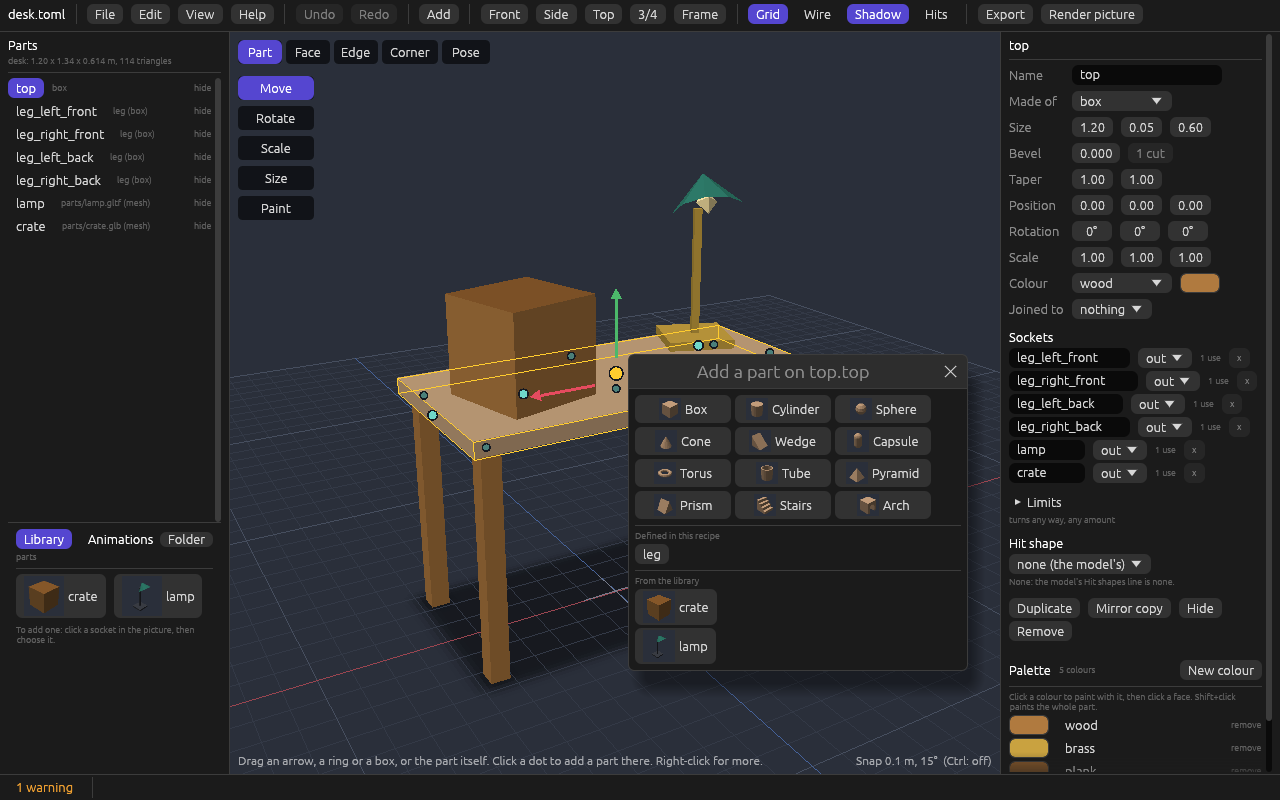 desk.toml File Edit View Help Undo Redo Add Front Side Top 3/4 Frame Grid Wire Shadow Hits Export Render picture
Parts
desk: 1.20 x 1.34 x 0.614 m, 114 triangles
top box hide
leg_left_front leg (box) hide
leg_right_front leg (box) hide
leg_left_back leg (box) hide
leg_right_back leg (box) hide
lamp parts/lamp.gltf (mesh) hide
crate parts/crate.glb (mesh) hide
Library Animations Folder
parts
crate lamp
To add one: click a socket in the picture, then
choose it.
Part Face Edge Corner Pose
Move
Rotate
Scale
Size
Paint
Add a part on top.top
Box Cylinder Sphere
Cone Wedge Capsule
Torus Tube Pyramid
Prism Stairs Arch
Defined in this recipe
leg
From the library
crate
lamp
Drag an arrow, a ring or a box, or the part itself. Click a dot to add a part there. Right-click for more. Snap 0.1 m, 15° (Ctrl: off)
top
Name top
Made of box
Size 1.20 0.05 0.60
Bevel 0.000 1 cut
Taper 1.00 1.00
Position 0.00 0.00 0.00
Rotation 0° 0° 0°
Scale 1.00 1.00 1.00
Colour wood
Joined to nothing
Sockets
leg_left_front out 1 use x
leg_right_front out 1 use x
leg_left_back out 1 use x
leg_right_back out 1 use x
lamp out 1 use x
crate out 1 use x
Limits
turns any way, any amount
Hit shape
none (the model's)
None: the model's Hit shapes line is none.
Duplicate Mirror copy Hide
Remove
Palette 5 colours New colour
Click a colour to paint with it, then click a face. Shift+click
paints the whole part.
wood remove
brass remove
plank remove
1 warning